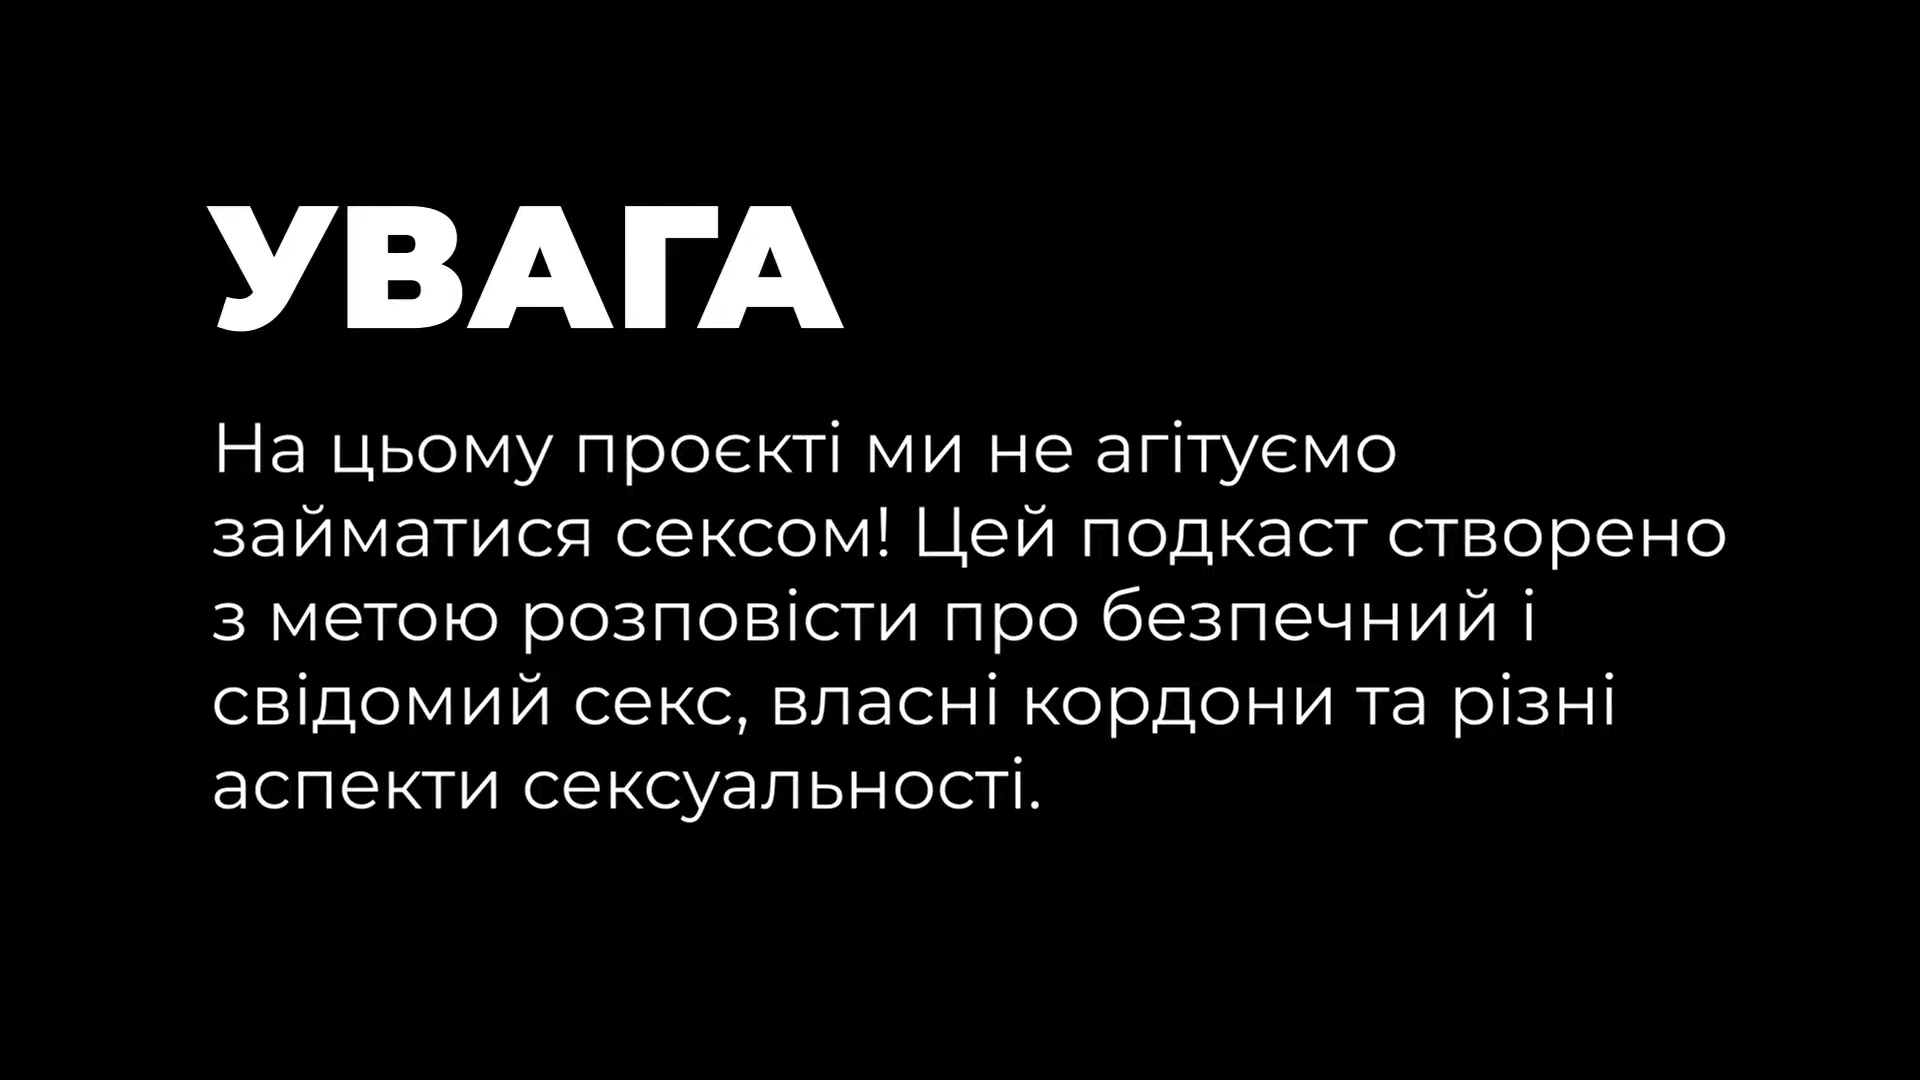 УВАГА
На цьому проєкті ми не агітуємо
займатися сексом! Цей подкаст створено
з метою розповісти про безпечний і
свідомий секс, власні кордони та різні
аспекти сексуальності.